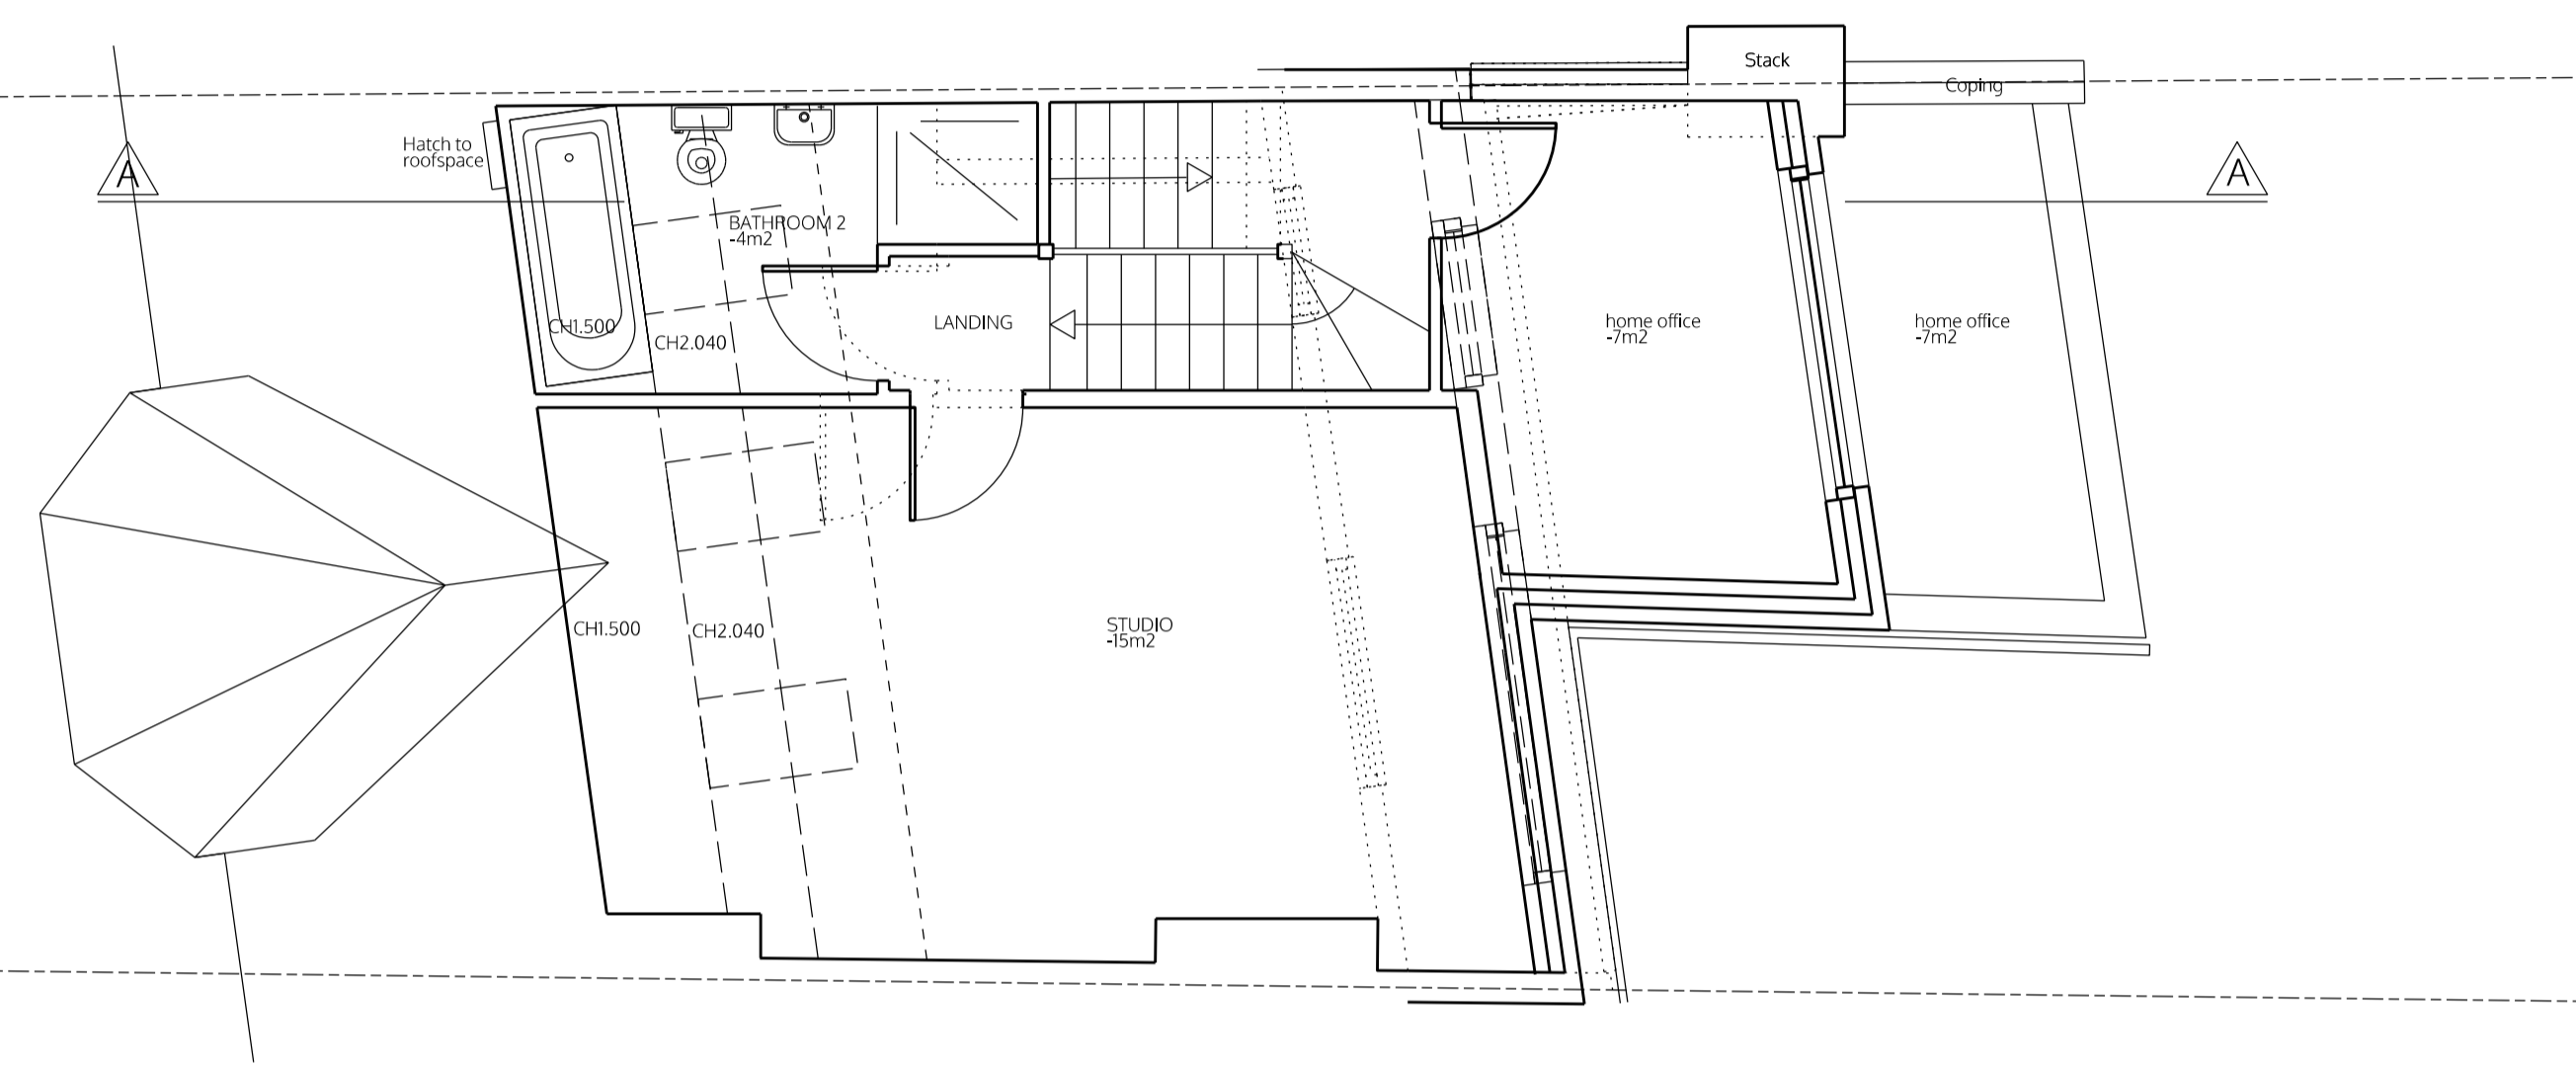 Stack
Coping
Hatch to
roofspace
A
A
BATHROOM 2
-4m2
CH1.500
CH2.040
LANDING
home office
-7m2
home office
-7m2
CH1.500
CH2.040
STUDIO
-15m2